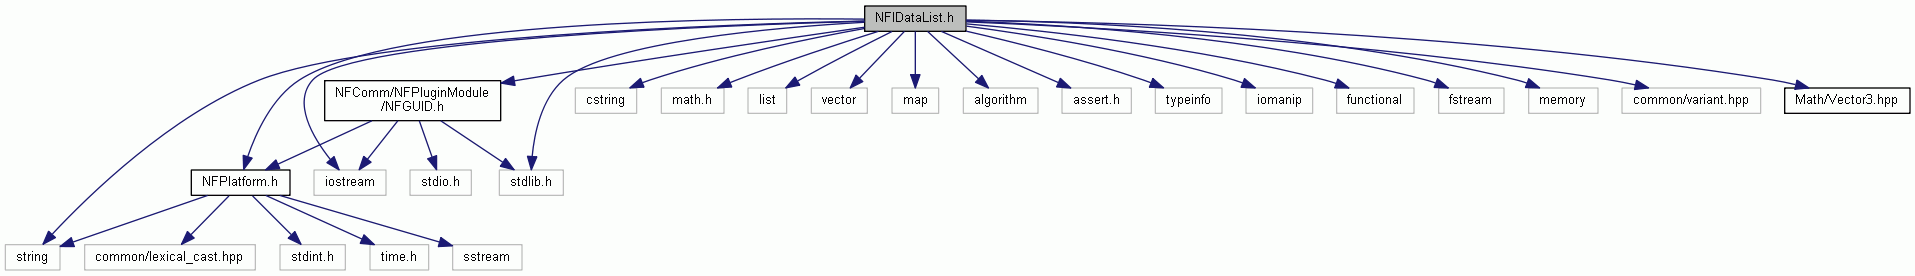 NFIDataList.h
NFComm/NFPluginModule
/NFGUID.h
cstring
math.h
list
vector
map
algorithm
assert.h
typeinfo
iomanip
functional
fstream
memory
common/variant.hpp
Math/Vector3.hpp
NFPlatform.h
iostream
stdio.h
stdlib.h
string
common/lexical_cast.hpp
stdint.h
time.h
sstream